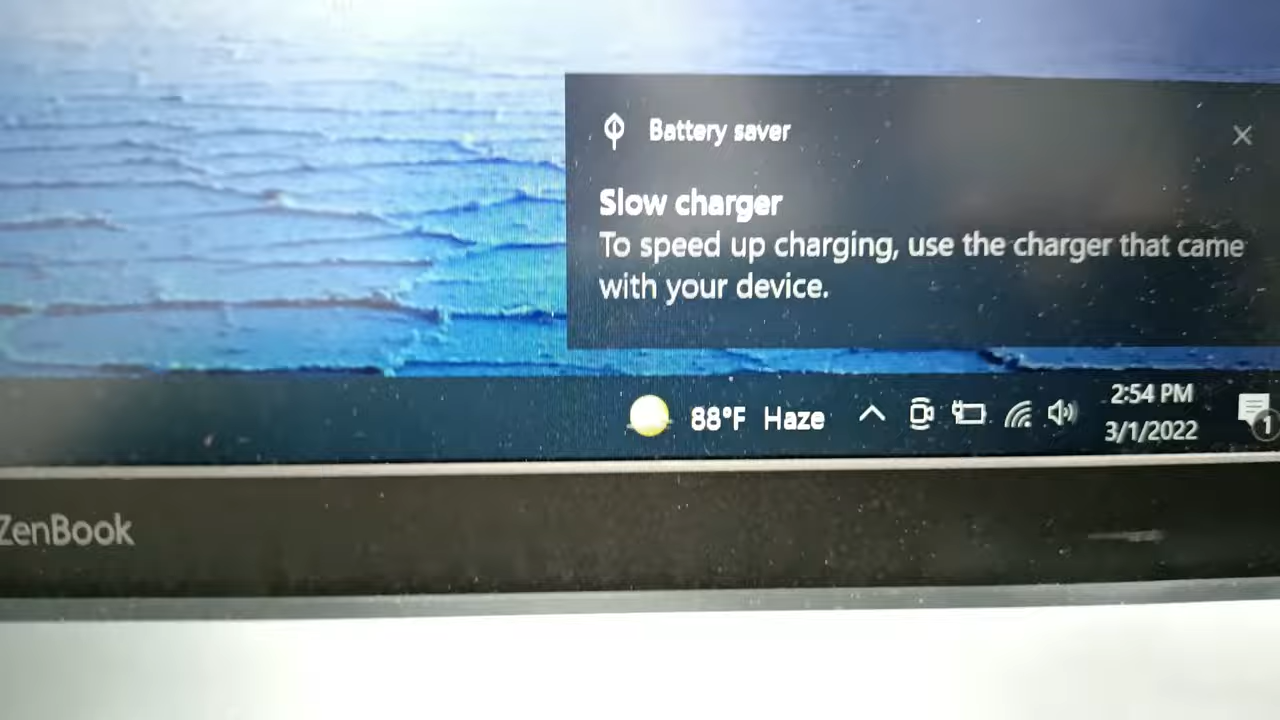 Battery saver
Slow charger
To speed up charging, use the charger that came
with your device.
88°F Haze
2:54 PM
3/1/2022
1
ZenBook